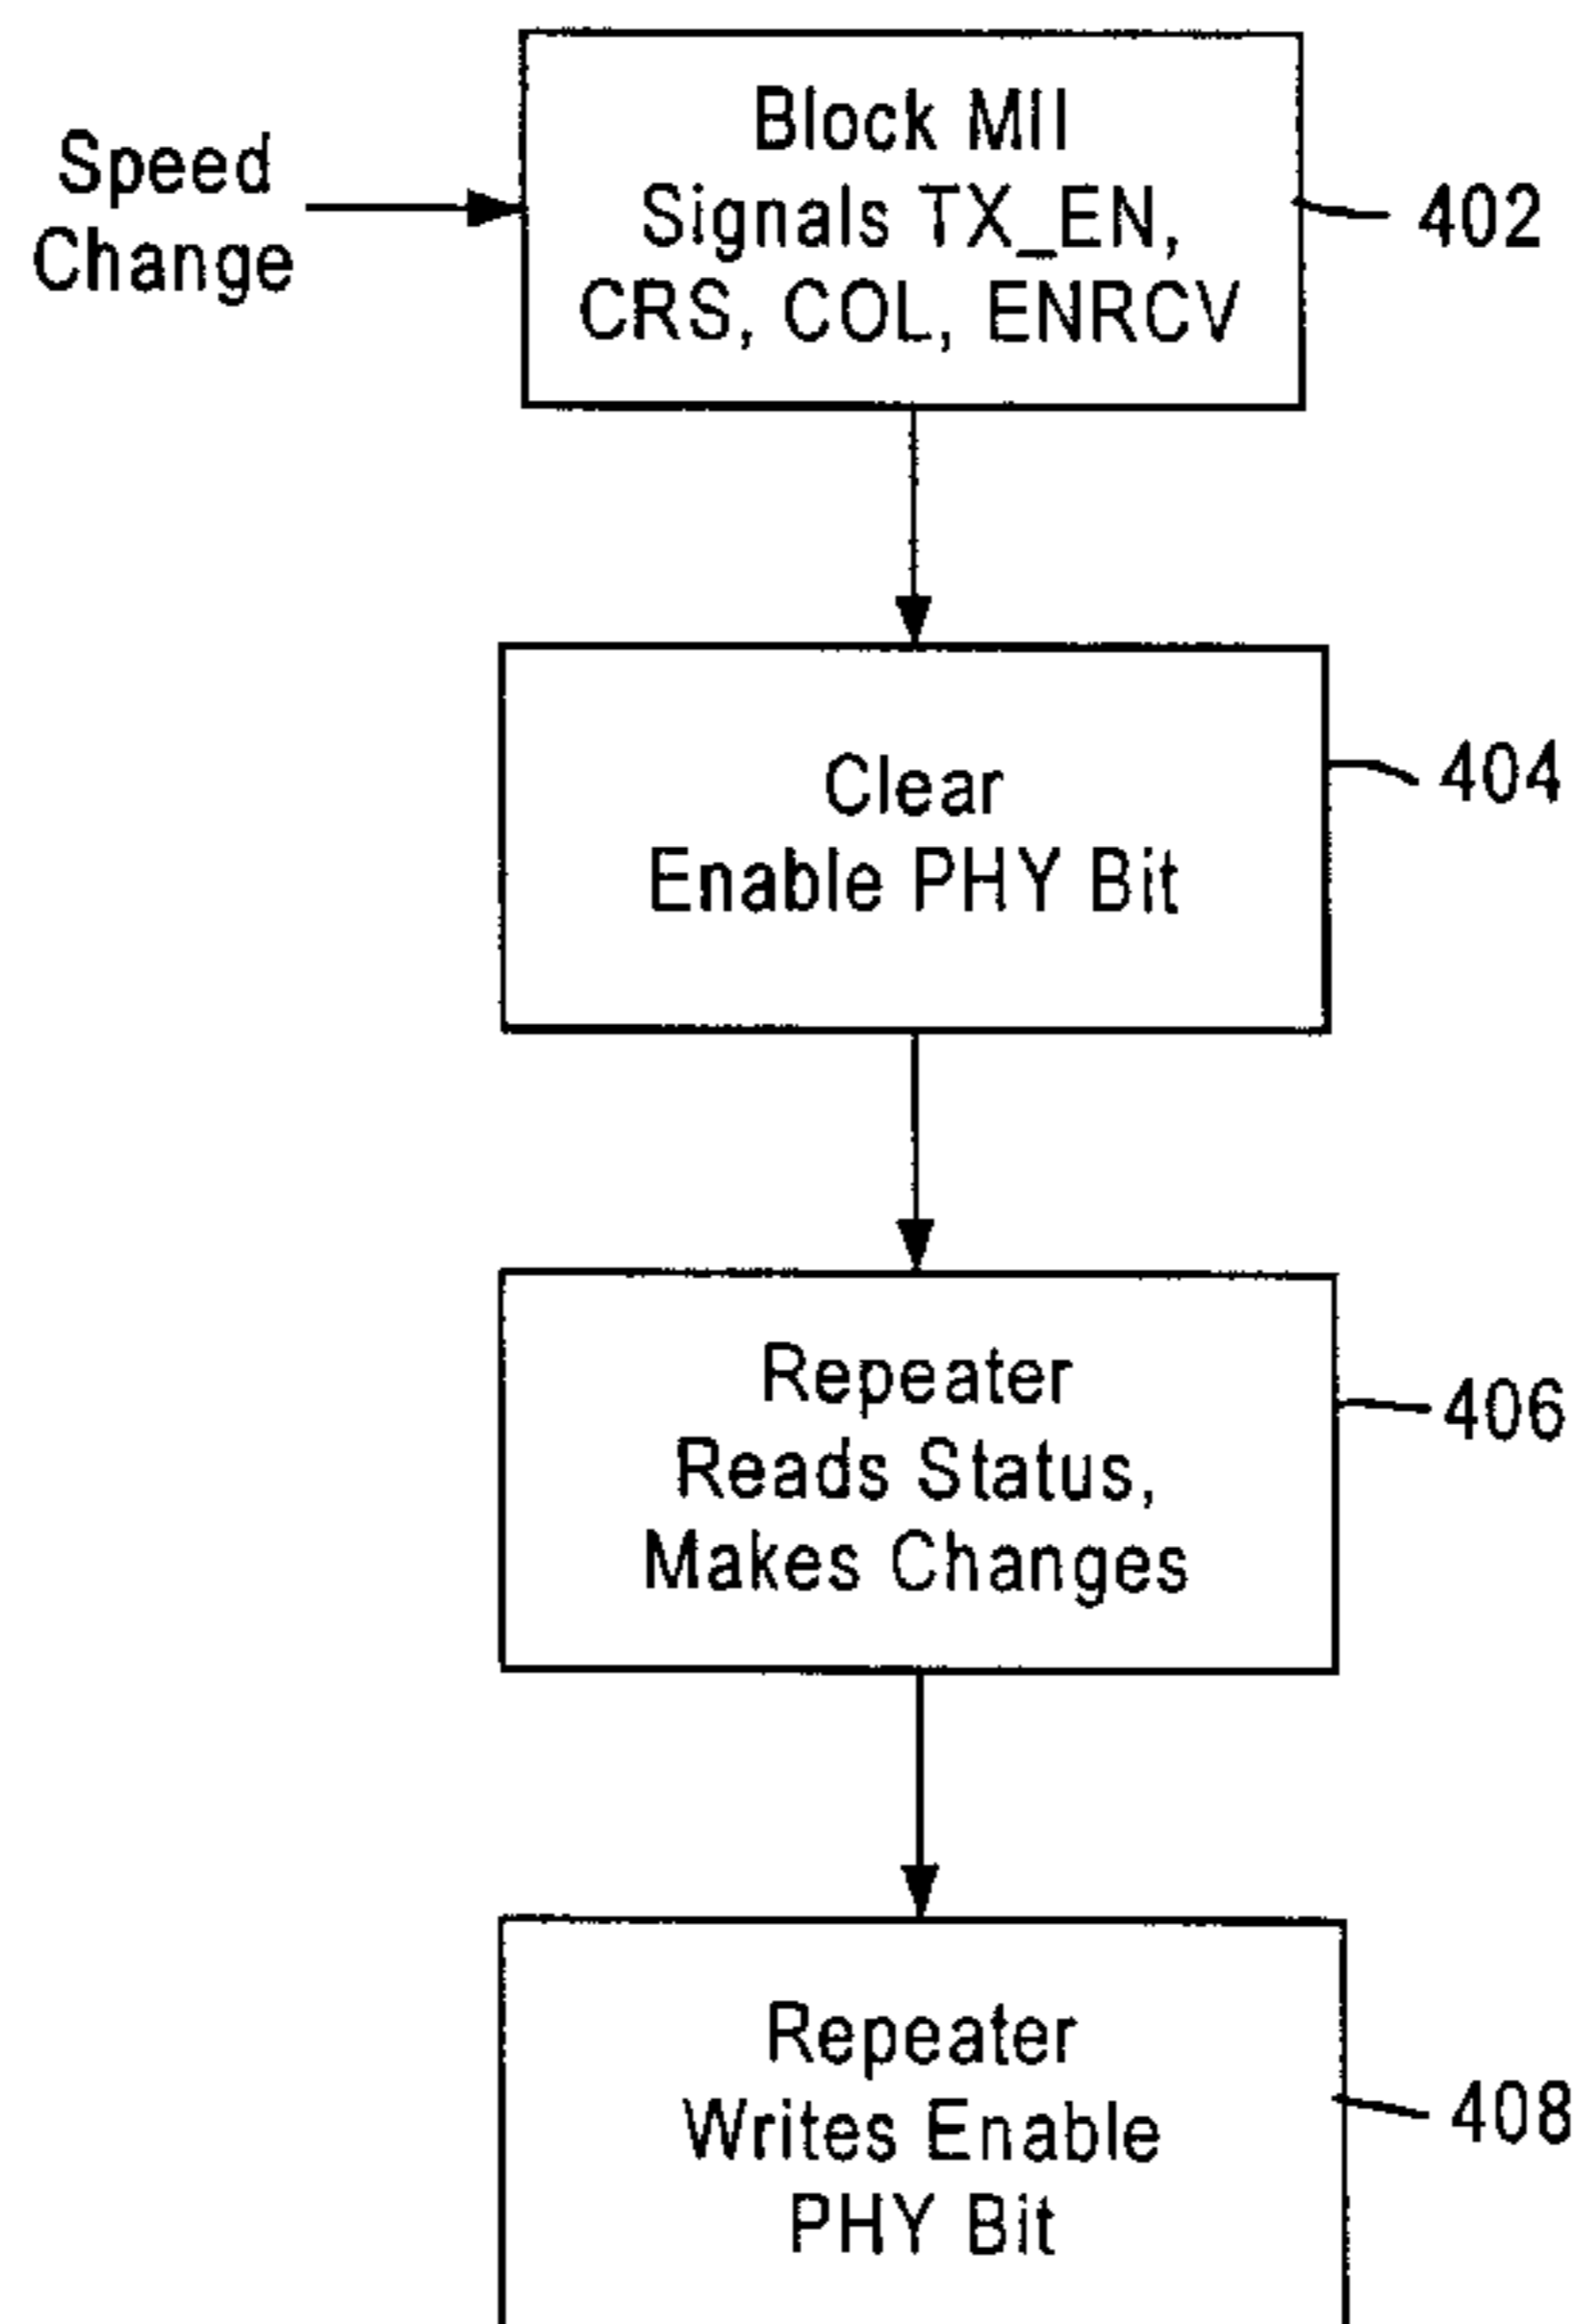 Speed
Change
Block MII
Signals TX_EN,
CRS, COL, ENRCV
402
Clear
Enable PHY Bit
404
Repeater
Reads Status,
Makes Changes
406
Repeater
Writes Enable
PHY Bit
408